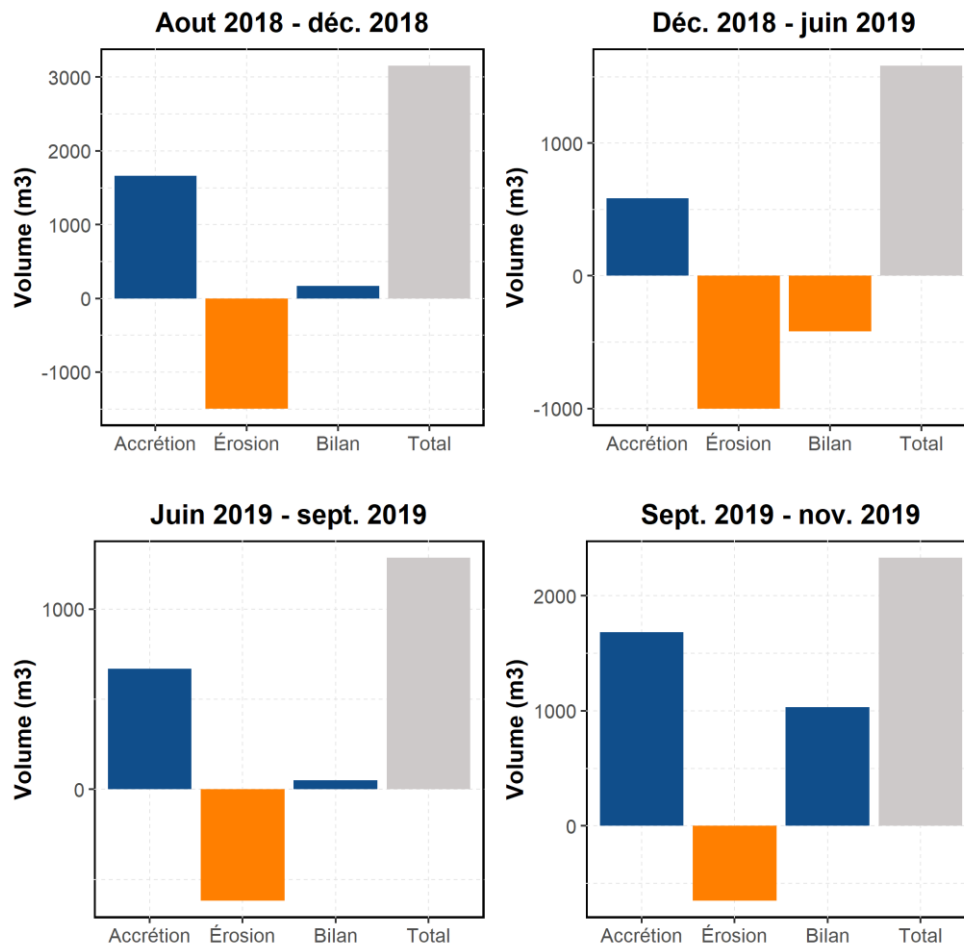 Aout 2018 - déc. 2018
Volume (m3)
3000
2000
1000
0
-1000
Accrétion Érosion Bilan Total
Déc. 2018 - juin 2019
Volume (m3)
1000
0
-1000
Accrétion Érosion Bilan Total
Juin 2019 - sept. 2019
Volume (m3)
1000
0
Accrétion Érosion Bilan Total
Sept. 2019 - nov. 2019
Volume (m3)
2000
1000
0
Accrétion Érosion Bilan Total